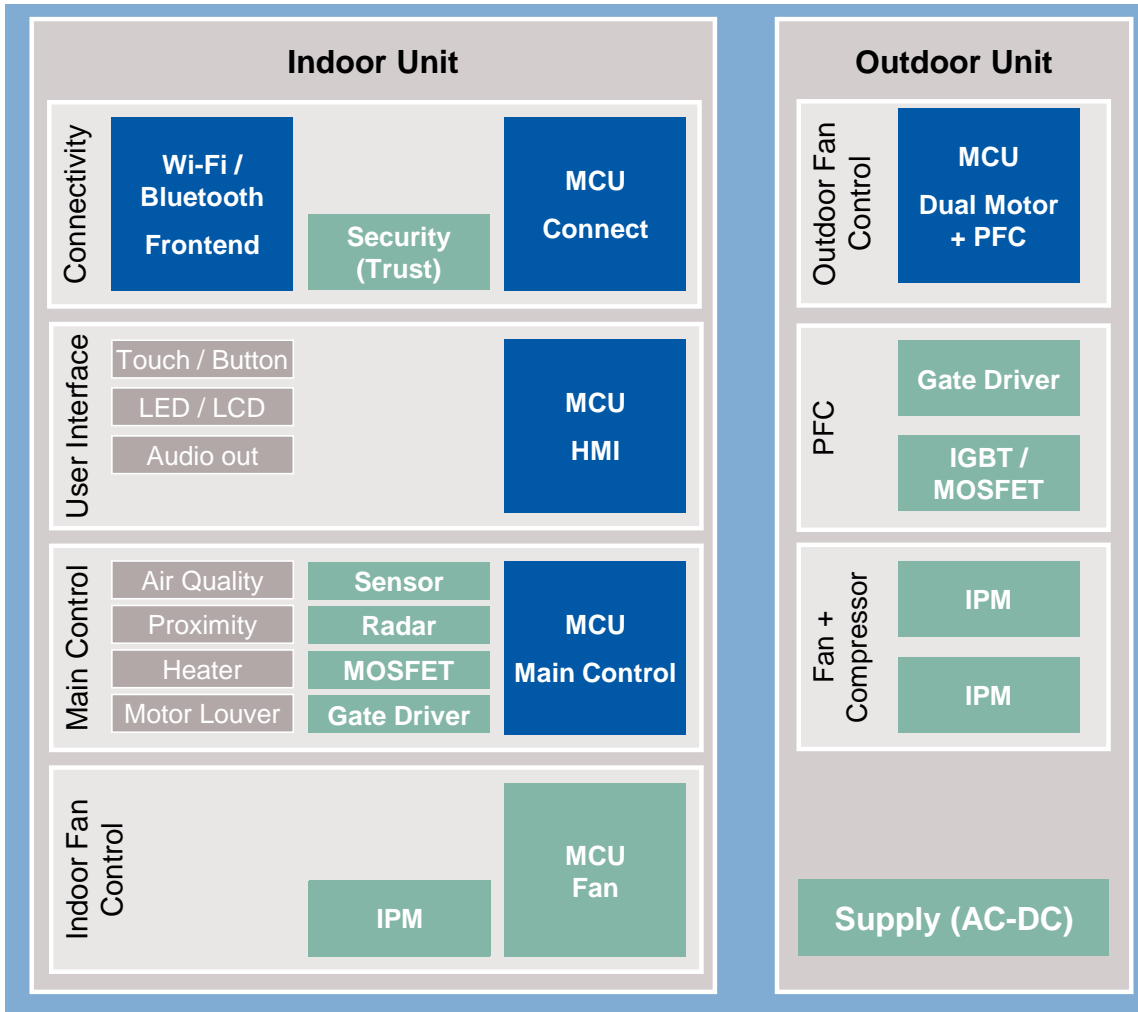 Indoor Unit
Connectivity
Wi-Fi /
Bluetooth
Frontend
Security
(Trust)
MCU
Connect
User Interface
Touch / Button
LED / LCD
Audio out
MCU
HMI
Main Control
Air Quality
Proximity
Heater
Motor Louver
Sensor
Radar
MOSFET
Gate Driver
MCU
Main Control
Indoor Fan
Control
IPM
MCU
Fan
Outdoor Unit
Outdoor Fan
Control
MCU
Dual Motor
+ PFC
PFC
Gate Driver
IGBT /
MOSFET
Fan +
Compressor
IPM
IPM
Supply (AC-DC)